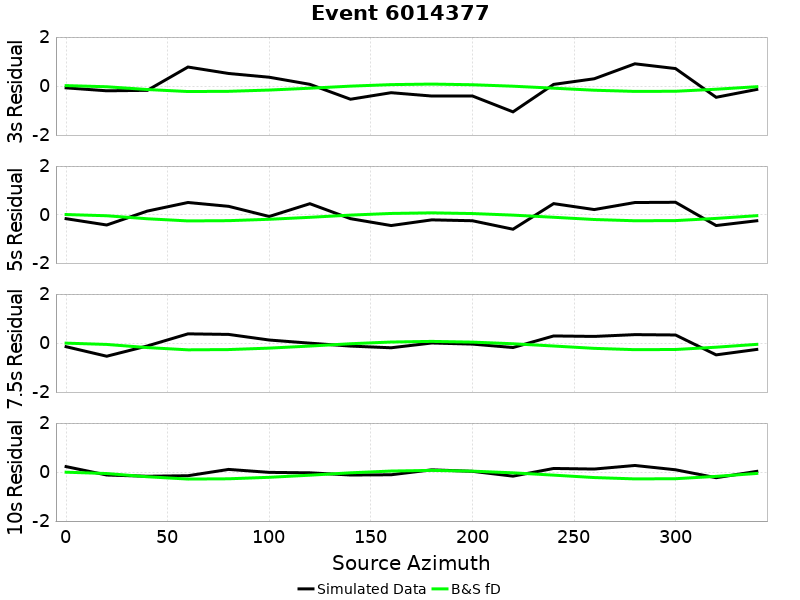 Event 6014377
3s Residual
2
0
-2
5s Residual
2
0
-2
7.5s Residual
2
0
-2
10s Residual
2
0
-2
0 50 100 150 200 250 300
Source Azimuth
Simulated Data B&S fD